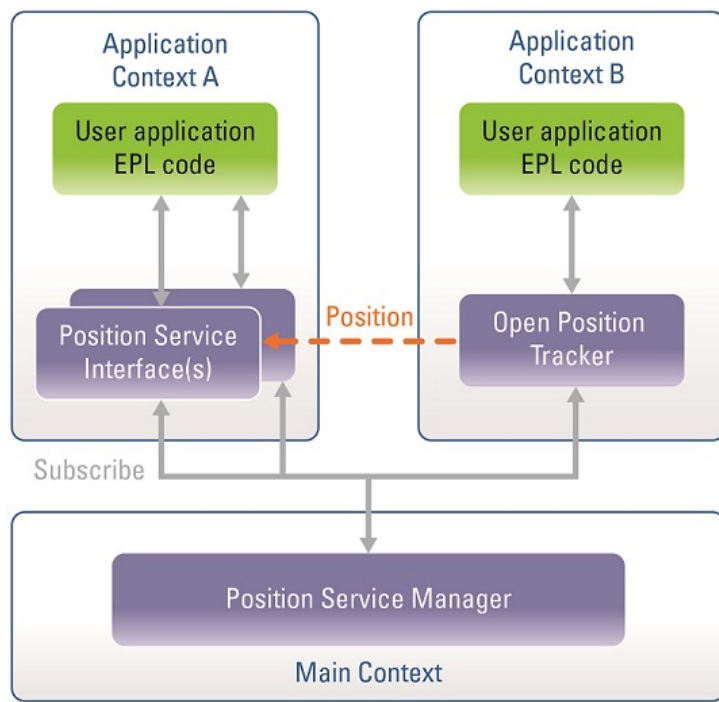 Application
Context A
User application
EPL code
Position Service
Interface(s)
Application
Context B
User application
EPL code
Position
Open Position
Tracker
Subscribe
Position Service Manager
Main Context